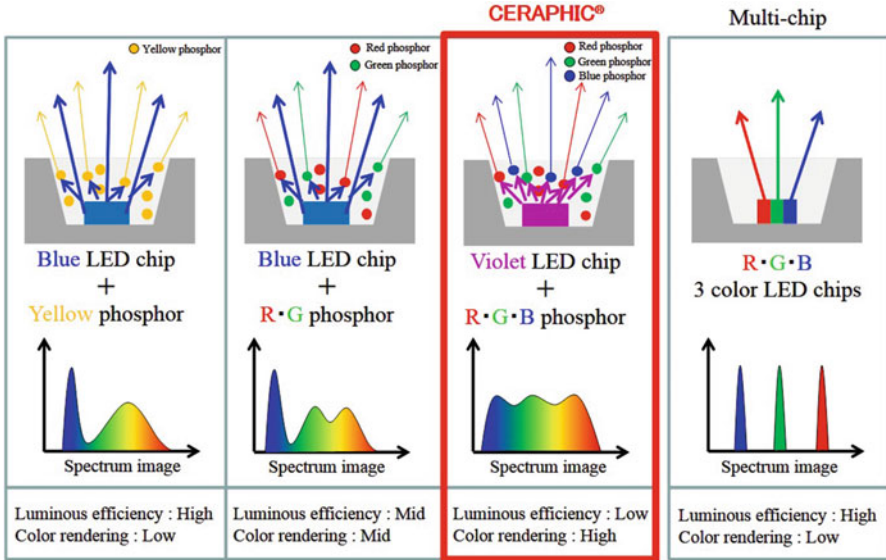 CERAPHIC®
Multi-chip
Yellow phosphor
Blue LED chip
+
Yellow phosphor
Spectrum image
Luminous efficiency : High
Color rendering : Low
Red phosphor
Green phosphor
Blue LED chip
+
R・G phosphor
Spectrum image
Luminous efficiency : Mid
Color rendering : Mid
Red phosphor
Green phosphor
Blue phosphor
Violet LED chip
+
R・G・B phosphor
Spectrum image
Luminous efficiency : Low
Color rendering : High
R・G・B
3 color LED chips
Spectrum image
Luminous efficiency : High
Color rendering : Low